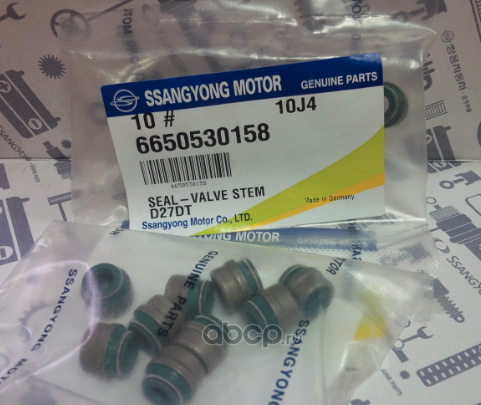 SSANGYONG MOTOR
GENUINE PARTS
10 #
10J4
6650530158
6650530158
SEAL-VALVE STEM
D27DT
Made in Germany
Ssangyong Motor Co., LTD.
SSANGYONG MOTOR
GENUINE PARTS
SSANGYONG
abcp.ru